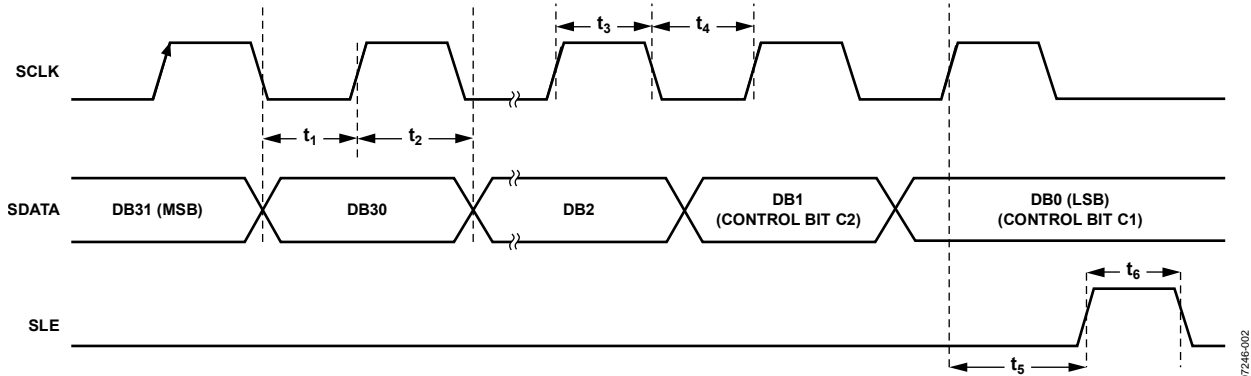 t3
t4
SCLK
t1
t2
SDATA
DB31 (MSB)
DB30
DB2
DB1
(CONTROL BIT C2)
DB0 (LSB)
(CONTROL BIT C1)
t6
SLE
t5
07246-002